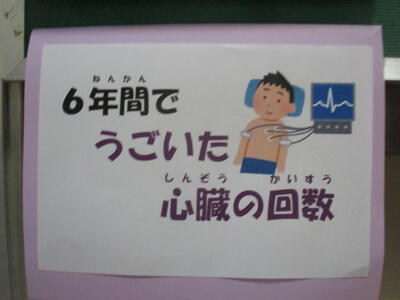 ねんかん
6年間で
うごいた
しんぞう かいすう
心臓の回数